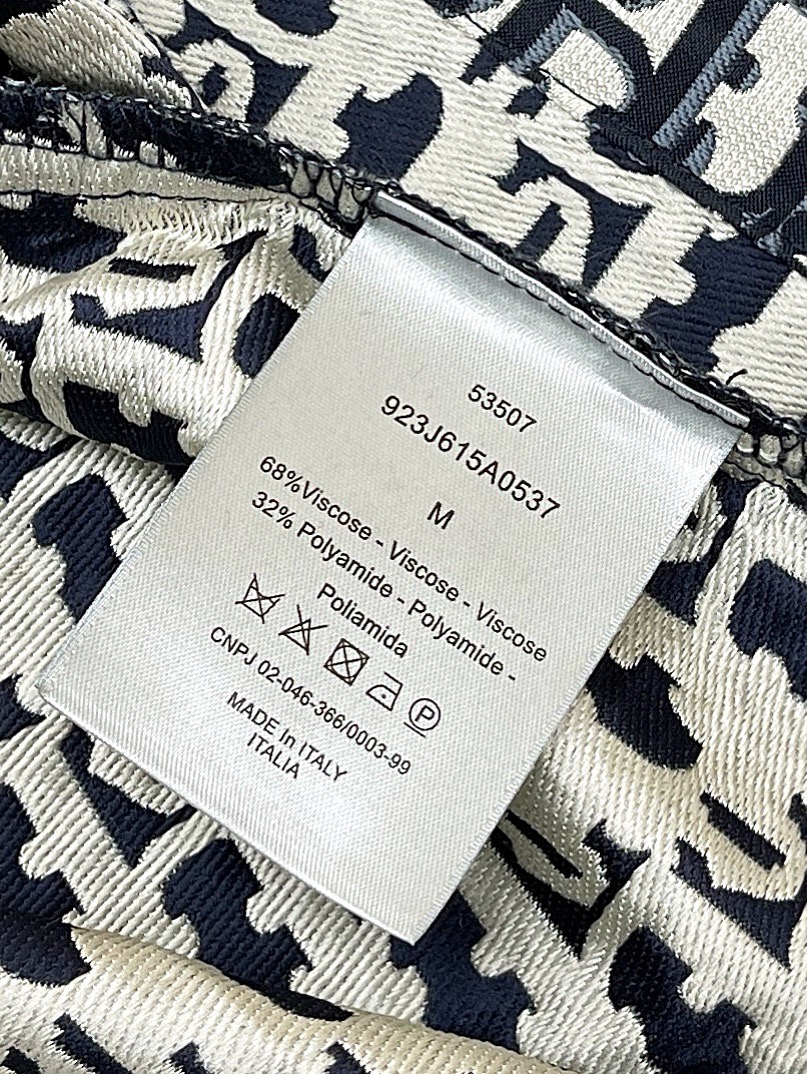 53507
923J615A0537
M
68%Viscose - Viscose - Viscose
32% Polyamide - Polyamide -
Poliamida
P
CNPJ 02-046-366/0003-99
MADE In ITALY
ITALIA